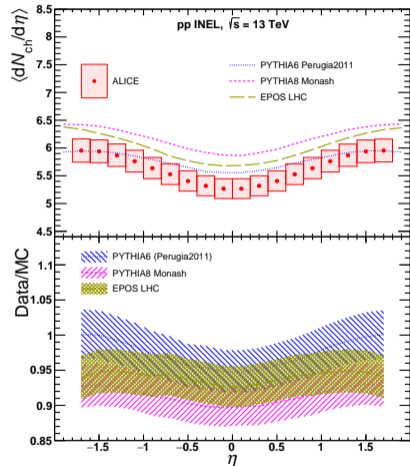 pp INEL, √s = 13 TeV
⟨dN_ch/dη⟩
8.5
8
7.5
7
6.5
6
5.5
5
4.5
ALICE
PYTHIA6 Perugia2011
PYTHIA8 Monash
EPOS LHC
Data/MC
1.1
1.05
1
0.95
0.9
0.85
PYTHIA6 (Perugia2011)
PYTHIA8 Monash
EPOS LHC
−1.5 −1 −0.5 0 0.5 1 1.5
η